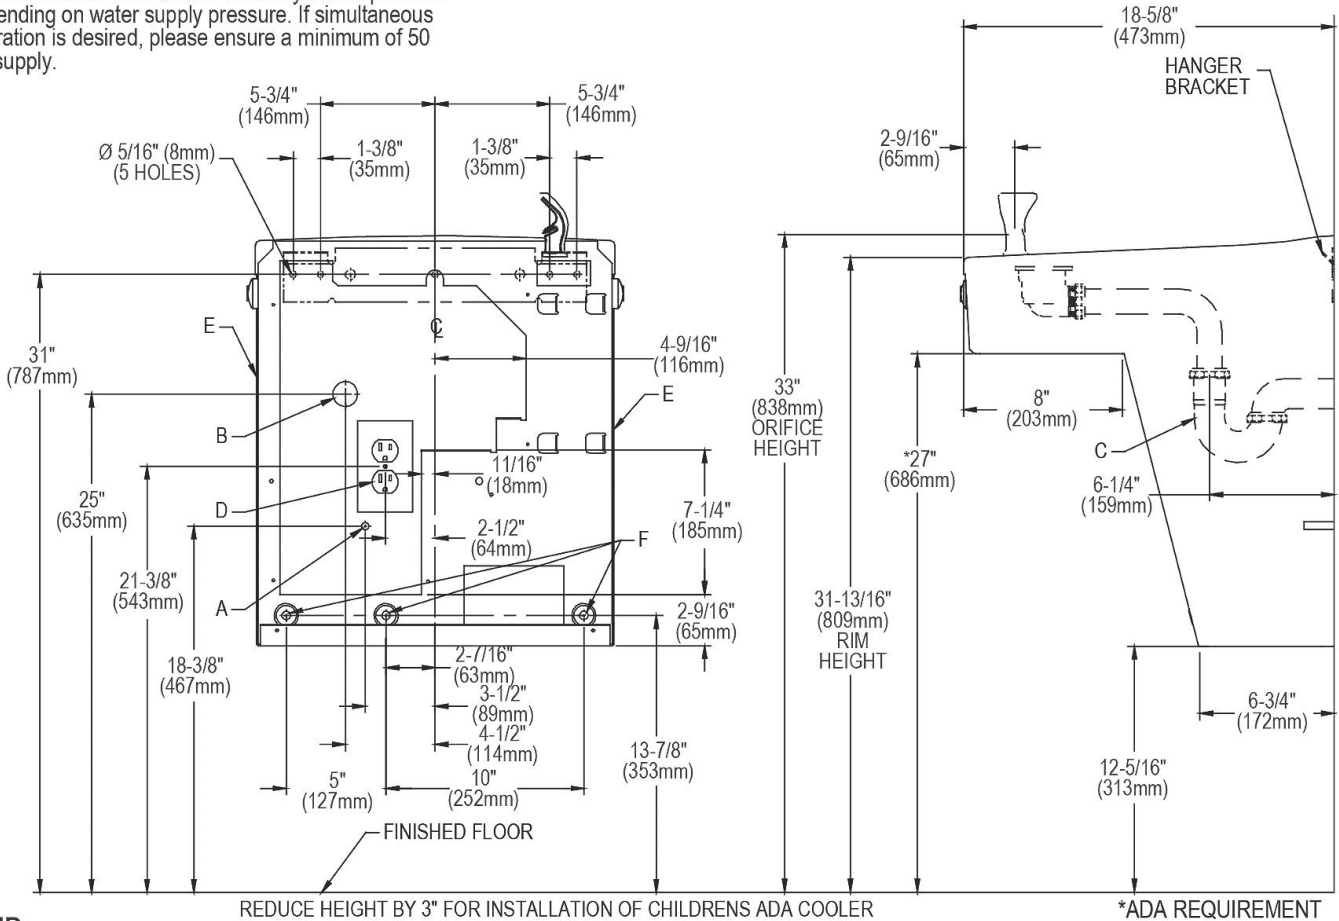 ending on water supply pressure. If simultaneous
ration is desired, please ensure a minimum of 50
supply.
5-3/4"
(146mm)
5-3/4"
(146mm)
Ø 5/16" (8mm)
(5 HOLES)
1-3/8"
(35mm)
1-3/8"
(35mm)
E
31"
(787mm)
℄
4-9/16"
(116mm)
E
B
11/16"
(18mm)
D
25"
(635mm)
7-1/4"
(185mm)
2-1/2"
(64mm)
F
21-3/8"
(543mm)
A
2-9/16"
(65mm)
18-3/8"
(467mm)
2-7/16"
(63mm)
3-1/2"
(89mm)
4-1/2"
(114mm)
13-7/8"
(353mm)
5"
(127mm)
10"
(252mm)
FINISHED FLOOR
18-5/8"
(473mm)
HANGER
BRACKET
2-9/16"
(65mm)
33"
(838mm)
ORIFICE
HEIGHT
8"
(203mm)
C
*27"
(686mm)
6-1/4"
(159mm)
31-13/16"
(809mm)
RIM
HEIGHT
6-3/4"
(172mm)
12-5/16"
(313mm)
REDUCE HEIGHT BY 3" FOR INSTALLATION OF CHILDRENS ADA COOLER
*ADA REQUIREMENT